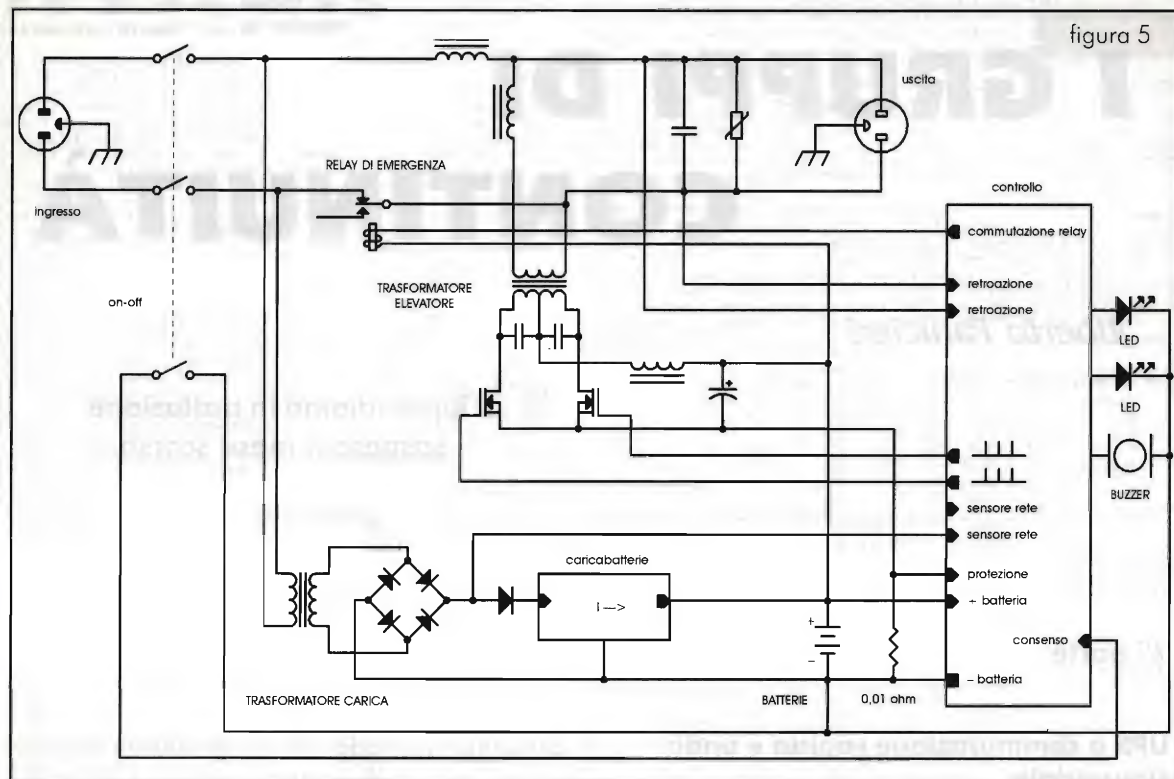 figura 5
uscita
RELAY DI EMERGENZA
controllo
ingresso
commutazione relay
TRASFORMATORE
ELEVATORE
retroazione
retroazione
on-off
LED
LED
BUZZER
sensore rete
sensore rete
caricabatterie
protezione
I —>
+ batteria
+
consenso
–
– batteria
TRASFORMATORE CARICA
BATTERIE
0,01 ohm